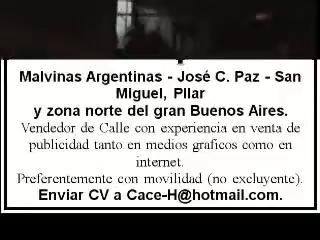 Malvinas Argentinas - José C. Paz - San
MIguel, PIlar
y zona norte del gran Buenos Aires.
Vendedor de Calle con experiencia en venta de
publicidad tanto en medios graficos como en
internet.
Preferentemente con movilidad (no excluyente).
Enviar CV a Cace-H@hotmail.com.